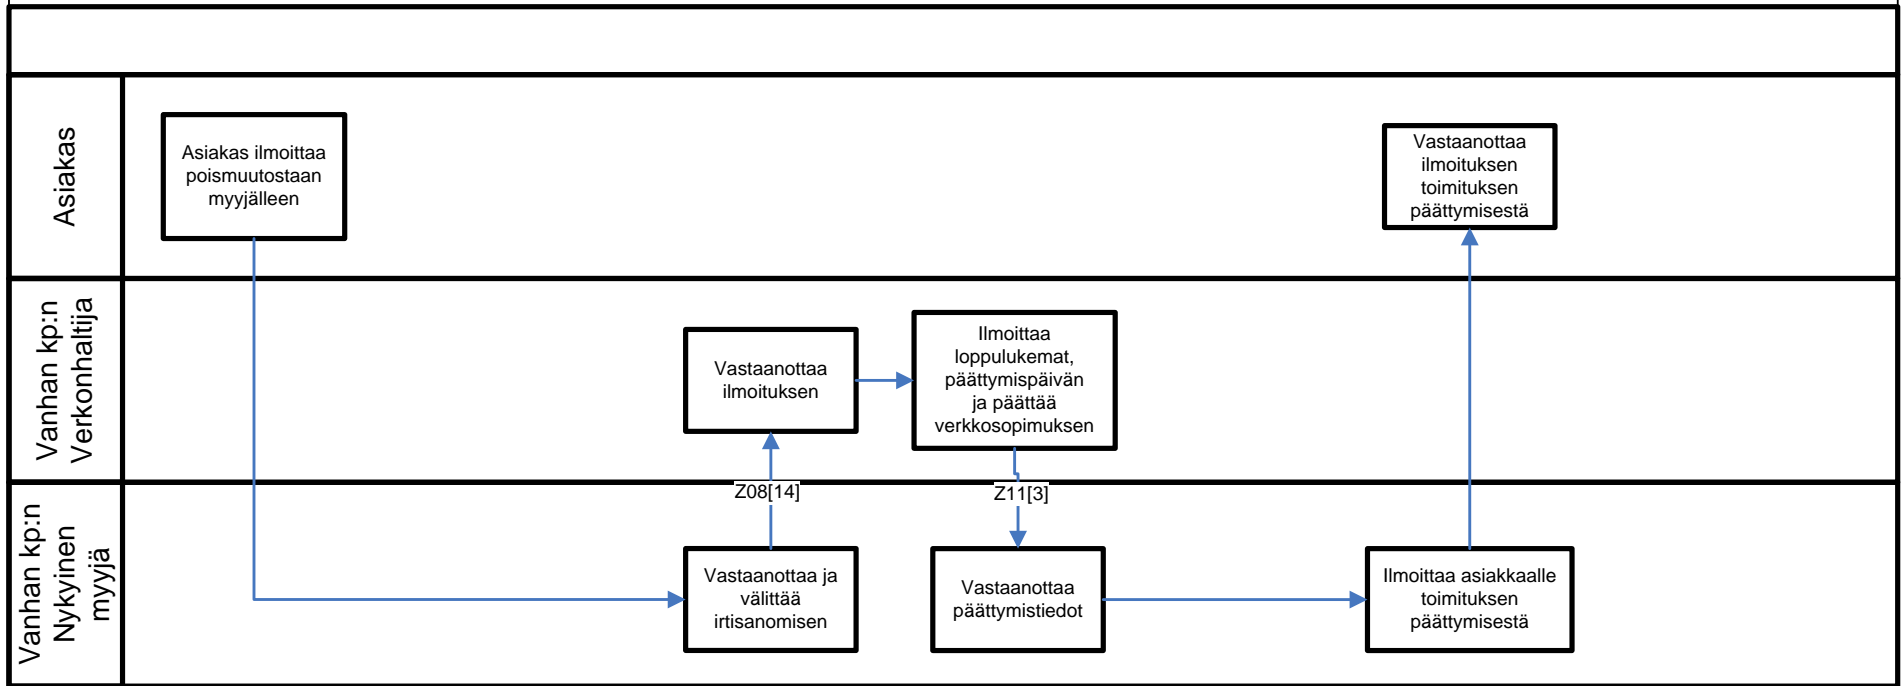 Asiakas
Asiakas ilmoittaa
poismuutostaan
myyjälleen
Vastaanottaa
ilmoituksen
toimituksen
päättymisestä
Vanhan kp:n
Verkonhaltija
Vastaanottaa
ilmoituksen
Ilmoittaa
loppulukemat,
päättymispäivän
ja päättää
verkkosopimuksen
Z08[14]
Z11[3]
Vanhan kp:n
Nykyinen
myyjä
Vastaanottaa ja
välittää
irtisanomisen
Vastaanottaa
päättymistiedot
Ilmoittaa asiakkaalle
toimituksen
päättymisestä